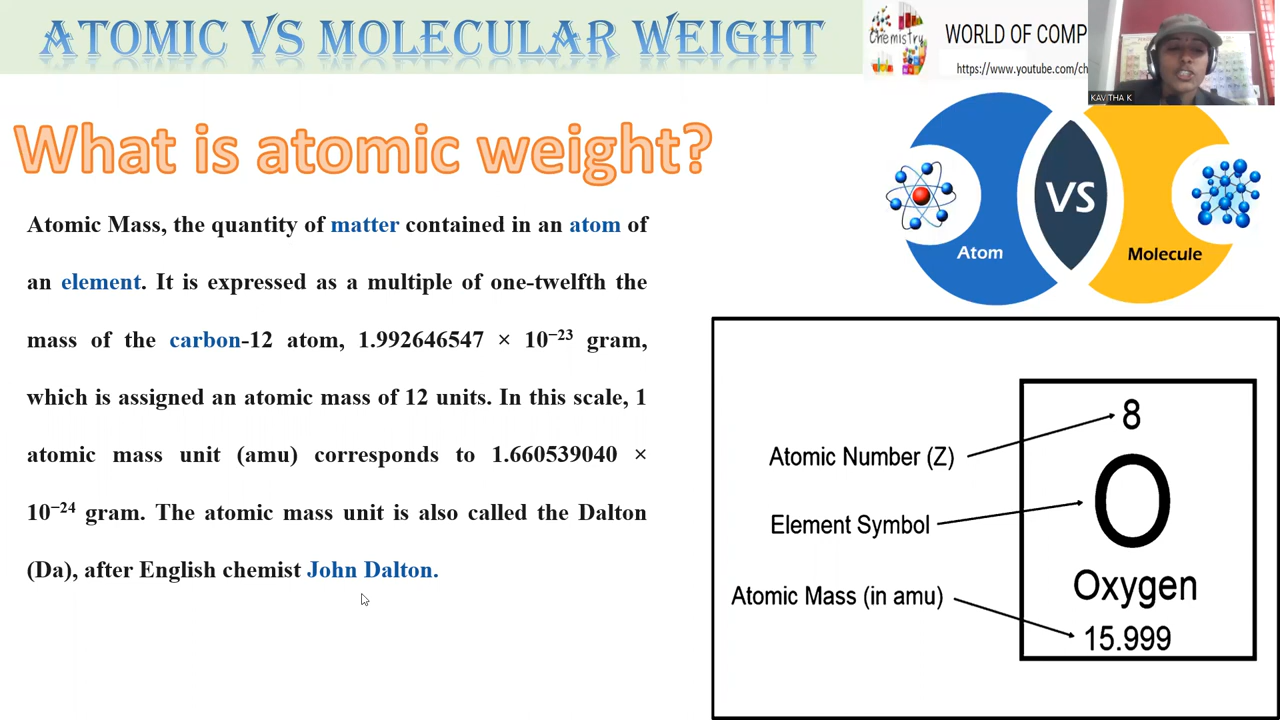 ATOMIC VS MOLECULAR WEIGHT
Chemistry
WORLD OF COMP
https://www.youtube.com/ch
KAVITHA K
What is atomic weight?
Atomic Mass, the quantity of matter contained in an atom of
an element. It is expressed as a multiple of one-twelfth the
mass of the carbon-12 atom, 1.992646547 × 10⁻²³ gram,
which is assigned an atomic mass of 12 units. In this scale, 1
atomic mass unit (amu) corresponds to 1.660539040 ×
10⁻²⁴ gram. The atomic mass unit is also called the Dalton
(Da), after English chemist John Dalton.
Atom
VS
Molecule
8
Atomic Number (Z)
O
Element Symbol
Oxygen
Atomic Mass (in amu)
15.999